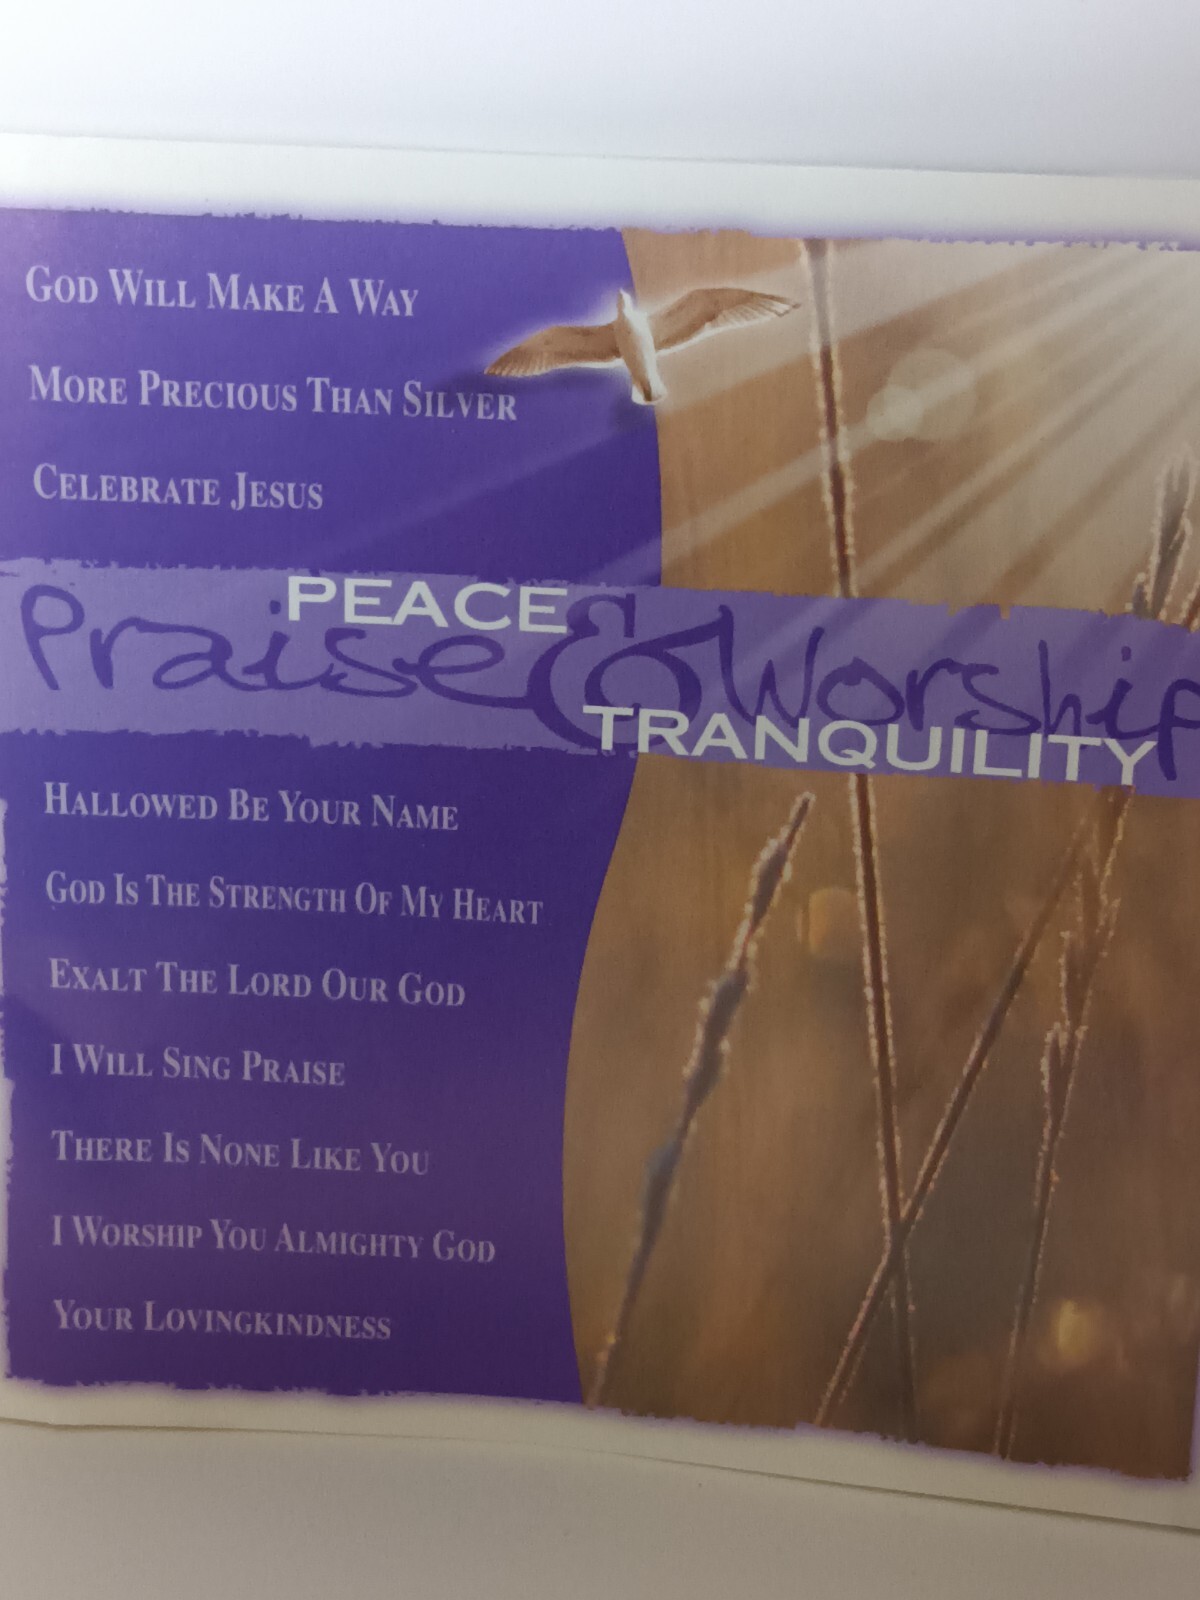 God Will Make A Way
More Precious Than Silver
Celebrate Jesus
PEACE
Praise & Worship
TRANQUILITY
Hallowed Be Your Name
God Is The Strength Of My Heart
Exalt The Lord Our God
I Will Sing Praise
There Is None Like You
I Worship You Almighty God
Your Lovingkindness